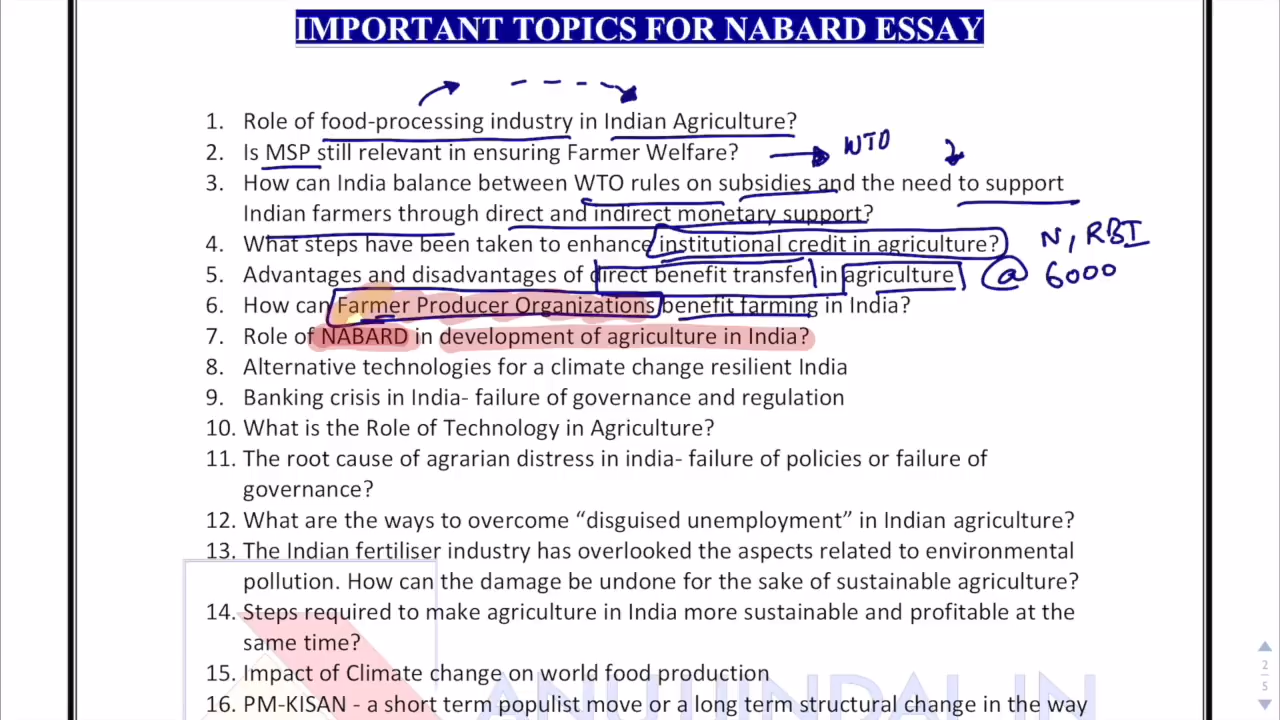 IMPORTANT TOPICS FOR NABARD ESSAY
1. Role of food-processing industry in Indian Agriculture?
2. Is MSP still relevant in ensuring Farmer Welfare? WTO
3. How can India balance between WTO rules on subsidies and the need to support
Indian farmers through direct and indirect monetary support?
4. What steps have been taken to enhance institutional credit in agriculture? N, RBI
5. Advantages and disadvantages of direct benefit transfer in agriculture @ 6000
6. How can Farmer Producer Organizations benefit farming in India?
7. Role of NABARD in development of agriculture in India?
8. Alternative technologies for a climate change resilient India
9. Banking crisis in India- failure of governance and regulation
10. What is the Role of Technology in Agriculture?
11. The root cause of agrarian distress in india- failure of policies or failure of
governance?
12. What are the ways to overcome “disguised unemployment” in Indian agriculture?
13. The Indian fertiliser industry has overlooked the aspects related to environmental
pollution. How can the damage be undone for the sake of sustainable agriculture?
14. Steps required to make agriculture in India more sustainable and profitable at the
same time?
15. Impact of Climate change on world food production
ANUJJINDAL.IN
16. PM-KISAN - a short term populist move or a long term structural change in the way
2
5